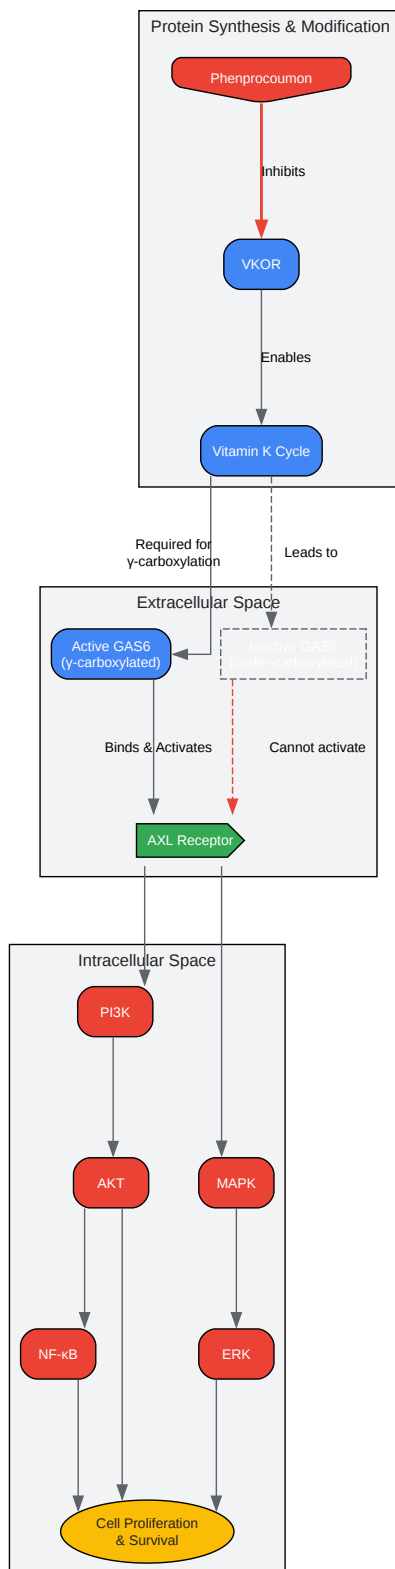 Protein Synthesis & Modification
Phenprocoumon
Inhibits
VKOR
Enables
Vitamin K Cycle
Required for
γ-carboxylation
Leads to
Extracellular Space
Active GAS6
(γ-carboxylated)
Inactive GAS6
(under-carboxylated)
Binds & Activates
Cannot activate
AXL Receptor
Intracellular Space
PI3K
AKT
MAPK
NF-κB
ERK
Cell Proliferation
& Survival